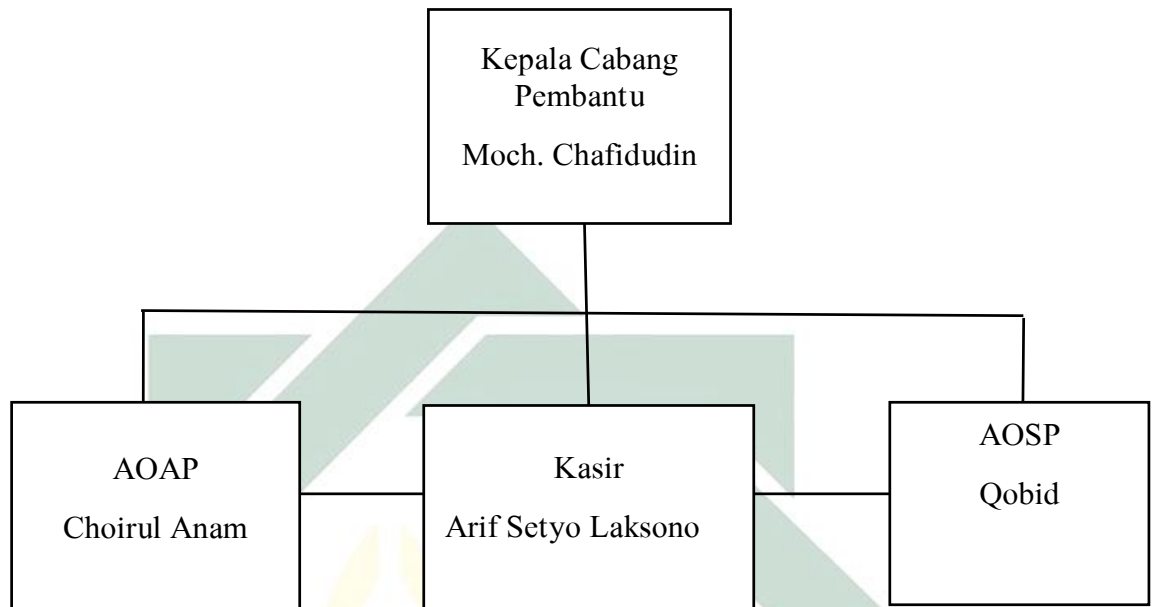 Kepala Cabang
Pembantu
Moch. Chafidudin
AOAP
Choirul Anam
Kasir
Arif Setyo Laksono
AOSP
Qobid